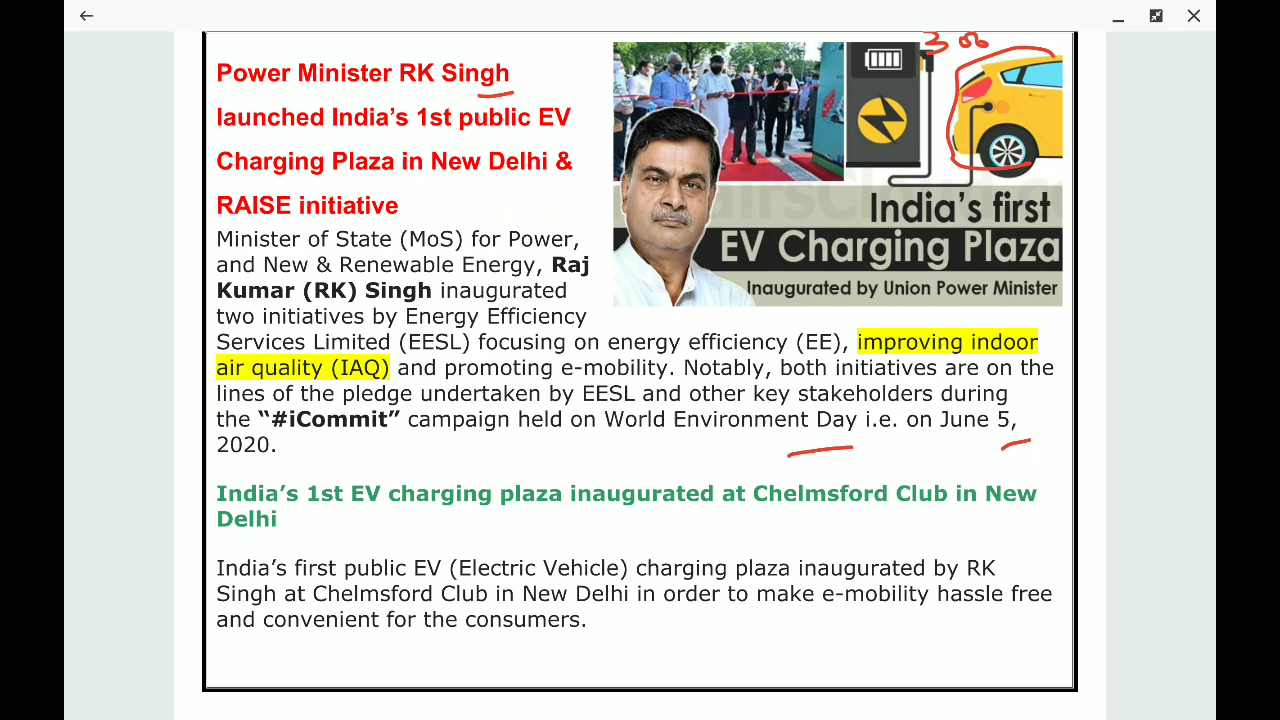 Power Minister RK Singh
launched India's 1st public EV
Charging Plaza in New Delhi &
RAISE initiative
Minister of State (MoS) for Power,
and New & Renewable Energy, Raj
Kumar (RK) Singh inaugurated
two initiatives by Energy Efficiency
Services Limited (EESL) focusing on energy efficiency (EE), improving indoor
air quality (IAQ) and promoting e-mobility. Notably, both initiatives are on the
lines of the pledge undertaken by EESL and other key stakeholders during
the “#iCommit” campaign held on World Environment Day i.e. on June 5,
2020.
India's first
EV Charging Plaza
Inaugurated by Union Power Minister
India's 1st EV charging plaza inaugurated at Chelmsford Club in New
Delhi
India's first public EV (Electric Vehicle) charging plaza inaugurated by RK
Singh at Chelmsford Club in New Delhi in order to make e-mobility hassle free
and convenient for the consumers.